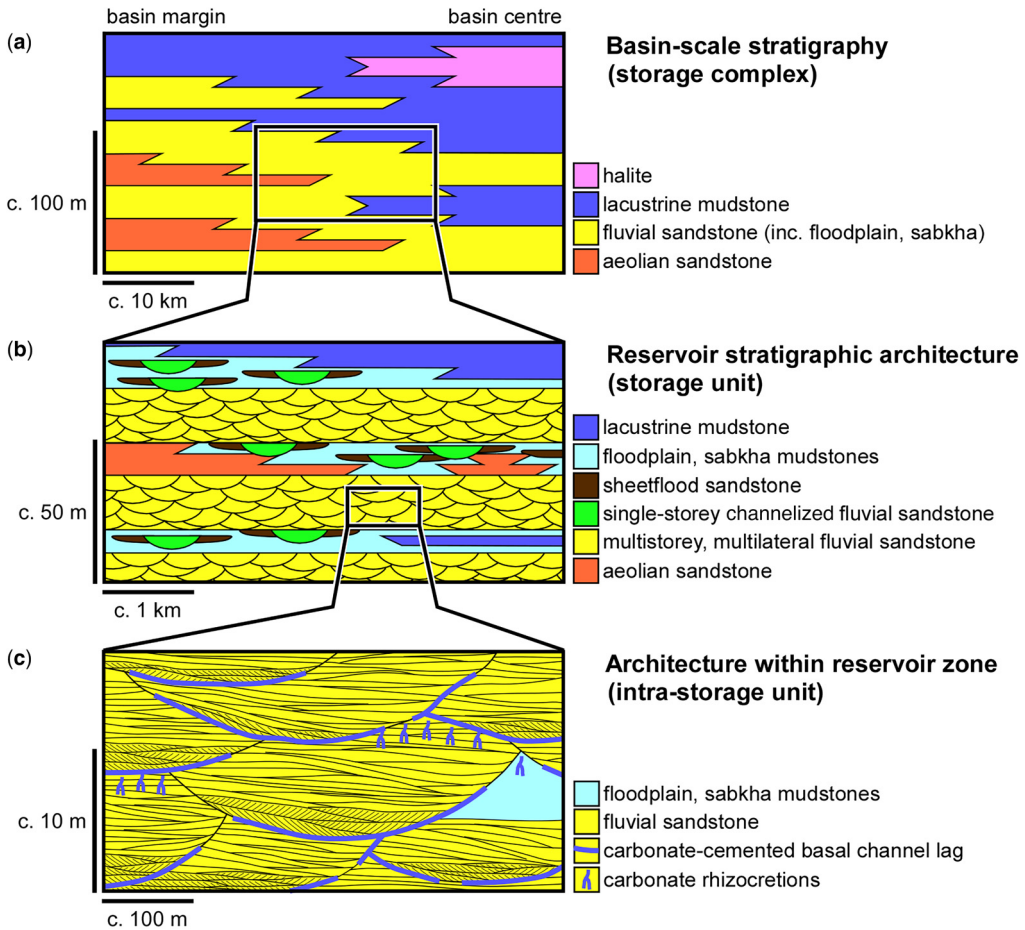 basin margin
basin centre
(a)
Basin-scale stratigraphy
(storage complex)
c. 100 m
halite
lacustrine mudstone
fluvial sandstone (inc. floodplain, sabkha)
aeolian sandstone
c. 10 km
(b)
Reservoir stratigraphic architecture
(storage unit)
c. 50 m
lacustrine mudstone
floodplain, sabkha mudstones
sheetflood sandstone
single-storey channelized fluvial sandstone
multistorey, multilateral fluvial sandstone
aeolian sandstone
c. 1 km
(c)
Architecture within reservoir zone
(intra-storage unit)
c. 10 m
floodplain, sabkha mudstones
fluvial sandstone
carbonate-cemented basal channel lag
carbonate rhizocretions
c. 100 m